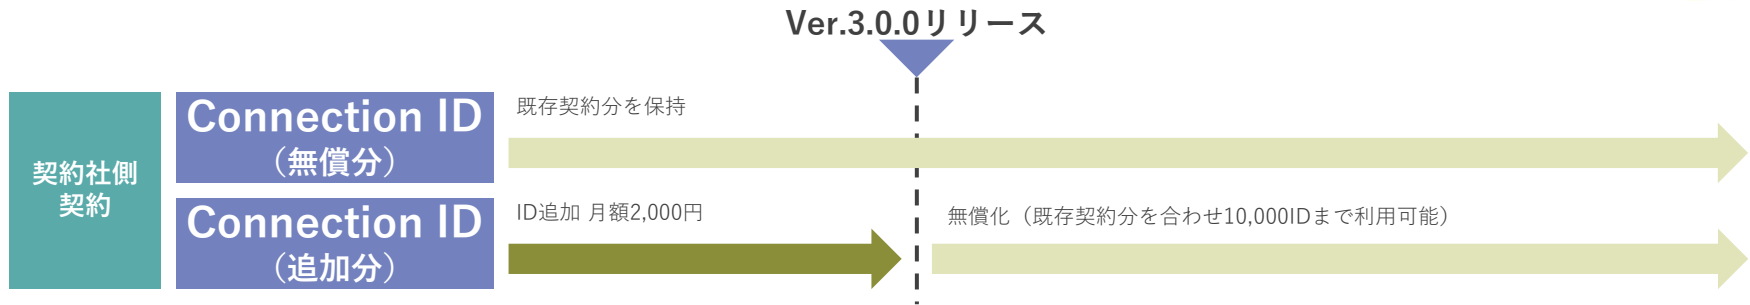 Ver.3.0.0リリース
契約社側
契約
Connection ID
（無償分）
既存契約分を保持
Connection ID
（追加分）
ID追加 月額2,000円
無償化（既存契約分を合わせ10,000IDまで利用可能）